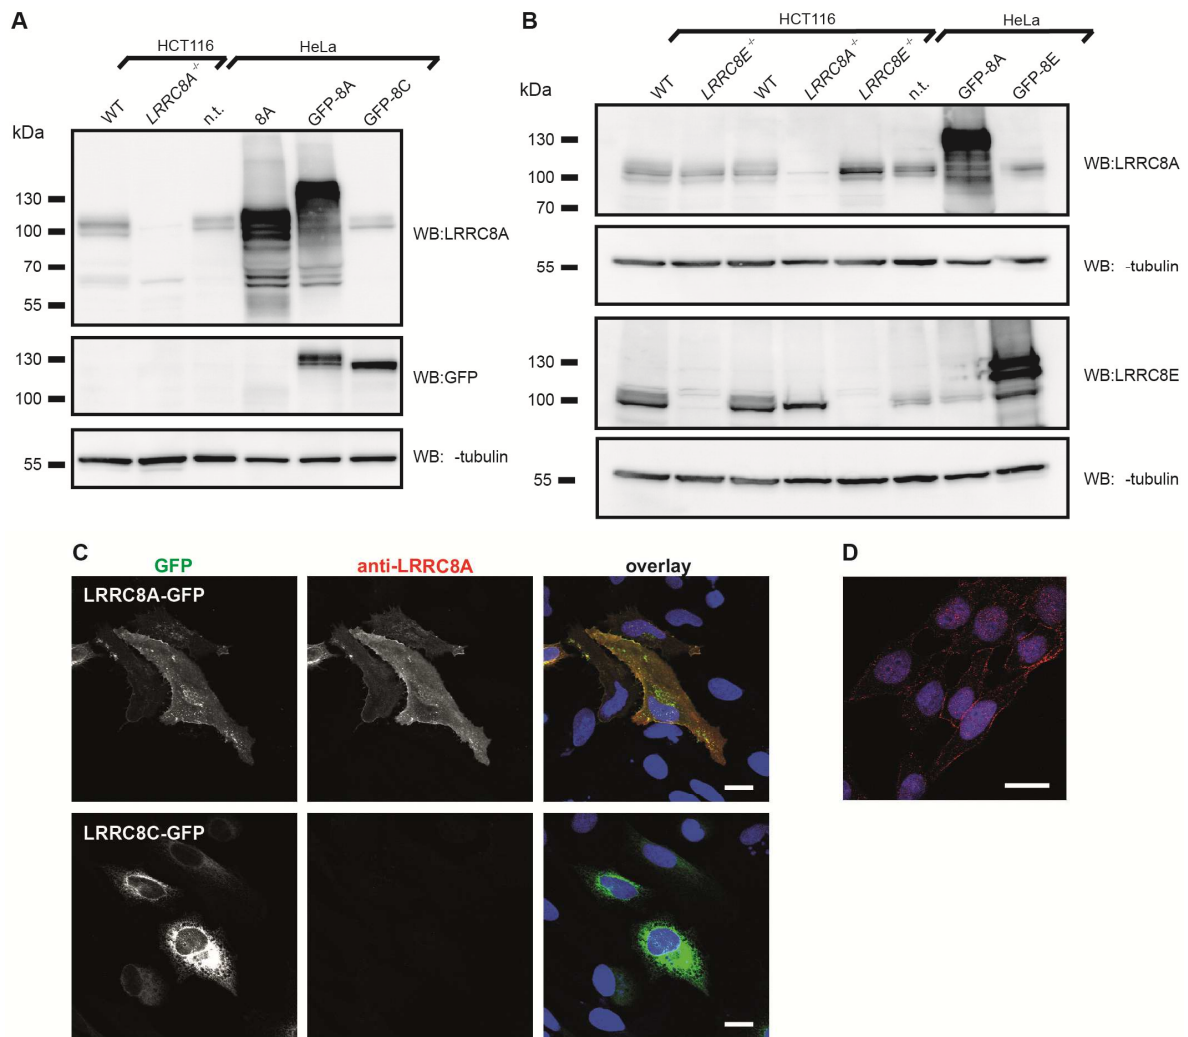 A
HCT116
HeLa
WT
LRRC8A-/-
n.t.
8A
GFP-8A
GFP-8C
kDa
130
100
70
55
WB:LRRC8A
130
100
WB:GFP
55
WB: -tubulin
B
HCT116
HeLa
WT
LRRC8E-/-
WT
LRRC8A-/-
LRRC8E-/-
n.t.
GFP-8A
GFP-8E
kDa
130
100
70
WB:LRRC8A
55
WB: -tubulin
130
100
WB:LRRC8E
55
WB: -tubulin
C
GFP
anti-LRRC8A
overlay
LRRC8A-GFP
LRRC8C-GFP
D